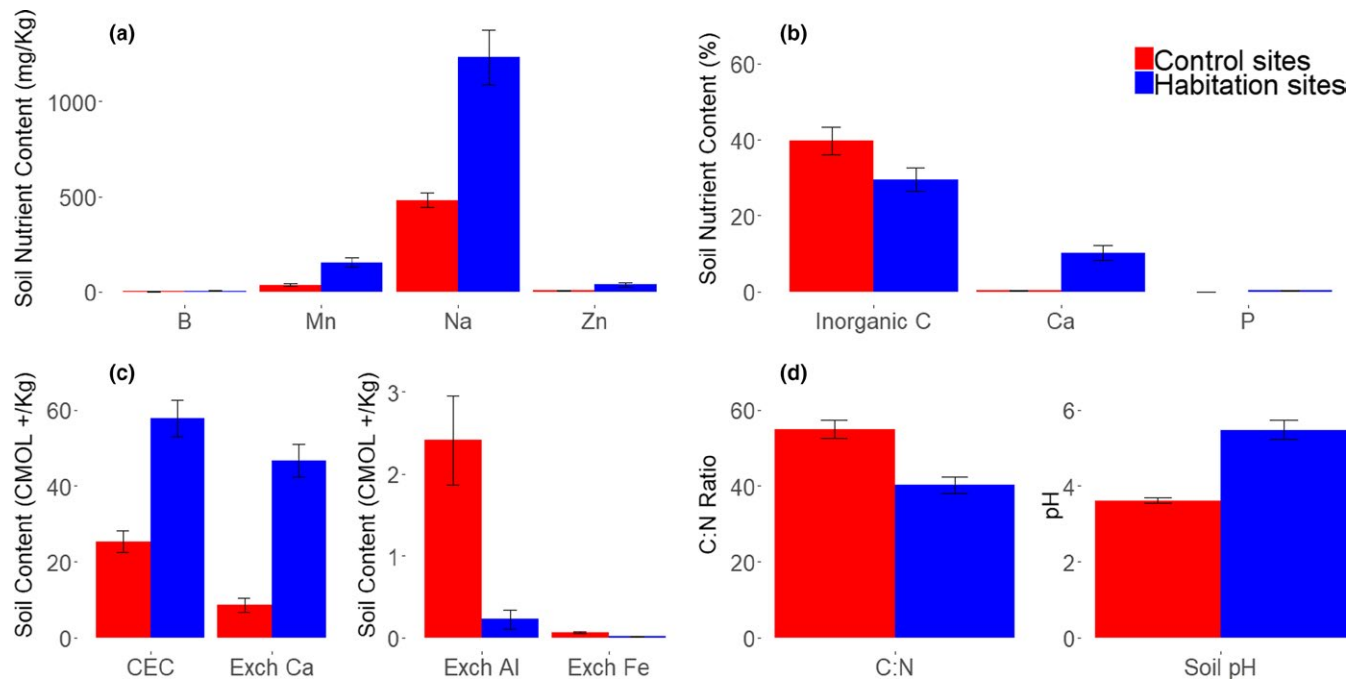 (a)
Soil Nutrient Content (mg/Kg)
1000
500
0
B Mn Na Zn
(b)
Soil Nutrient Content (%)
60
40
20
0
Inorganic C Ca P
Control sites
Habitation sites
(c)
Soil Content (CMOL +/Kg)
60
40
20
0
CEC Exch Ca
Soil Content (CMOL +/Kg)
3
2
1
0
Exch Al Exch Fe
(d)
C:N Ratio
60
40
20
0
C:N
pH
6
4
2
0
Soil pH